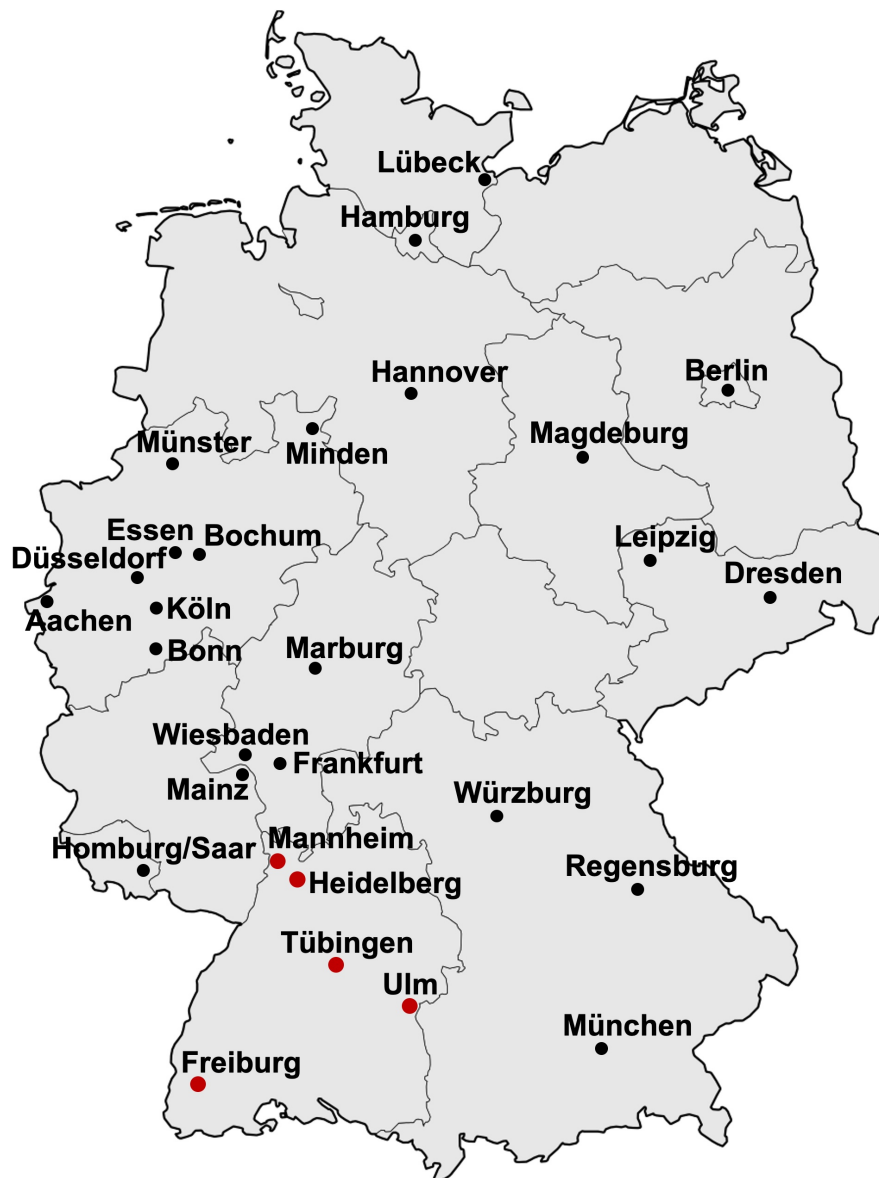 Lübeck
Hamburg
Hannover
Berlin
Magdeburg
Münster
Minden
Essen
Bochum
Leipzig
Düsseldorf
Dresden
Köln
Aachen
Bonn
Marburg
Wiesbaden
Frankfurt
Mainz
Würzburg
Mannheim
Homburg/Saar
Regensburg
Heidelberg
Tübingen
Ulm
München
Freiburg